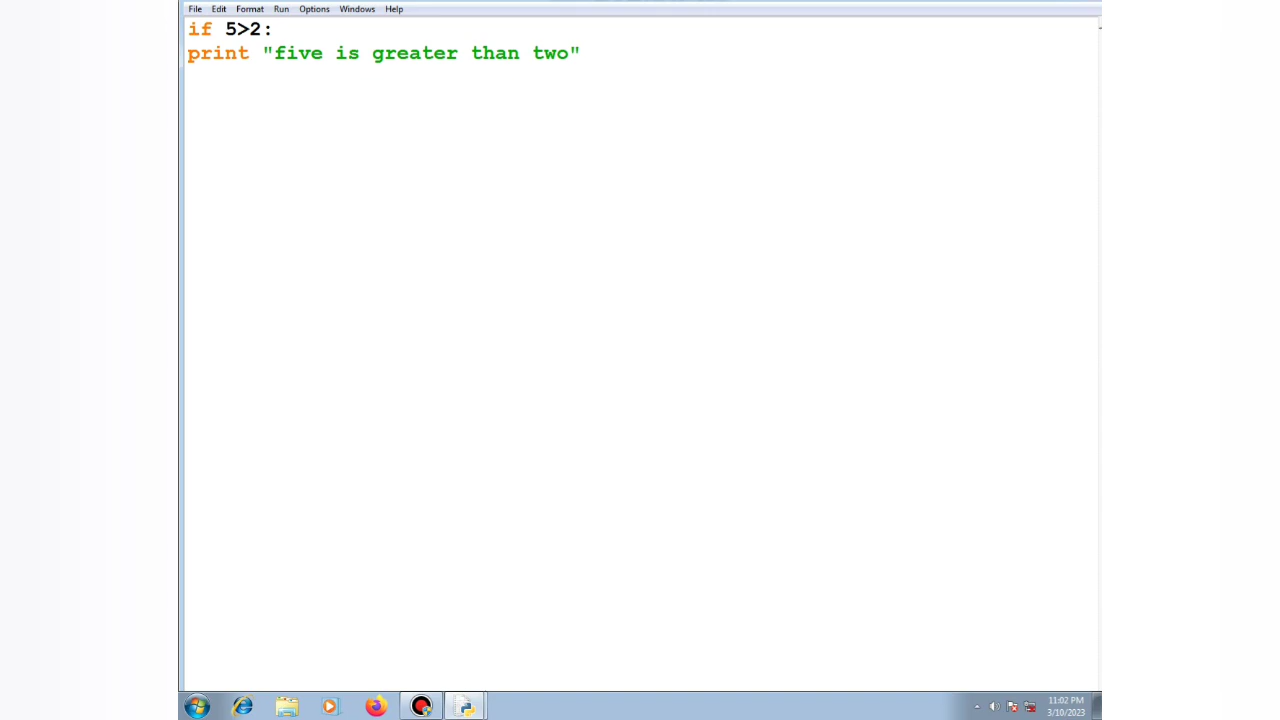 File Edit Format Run Options Windows Help
if 5>2:
print "five is greater than two"
11:02 PM
3/10/2023